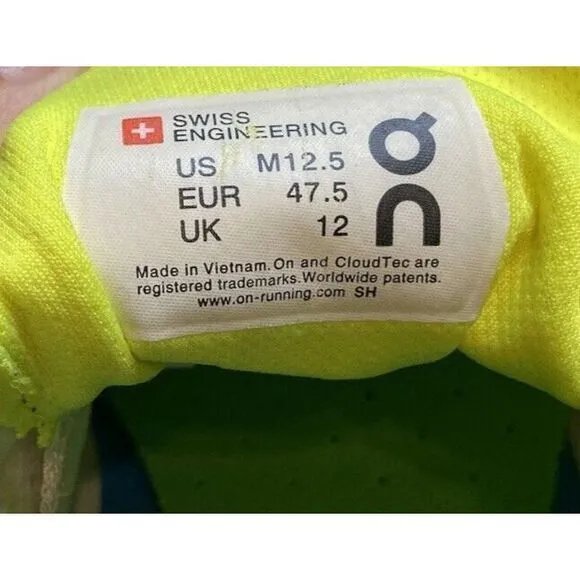 SWISS
ENGINEERING
US M12.5
EUR 47.5
UK 12
On
Made in Vietnam. On and CloudTec are
registered trademarks. Worldwide patents.
www.on-running.com SH